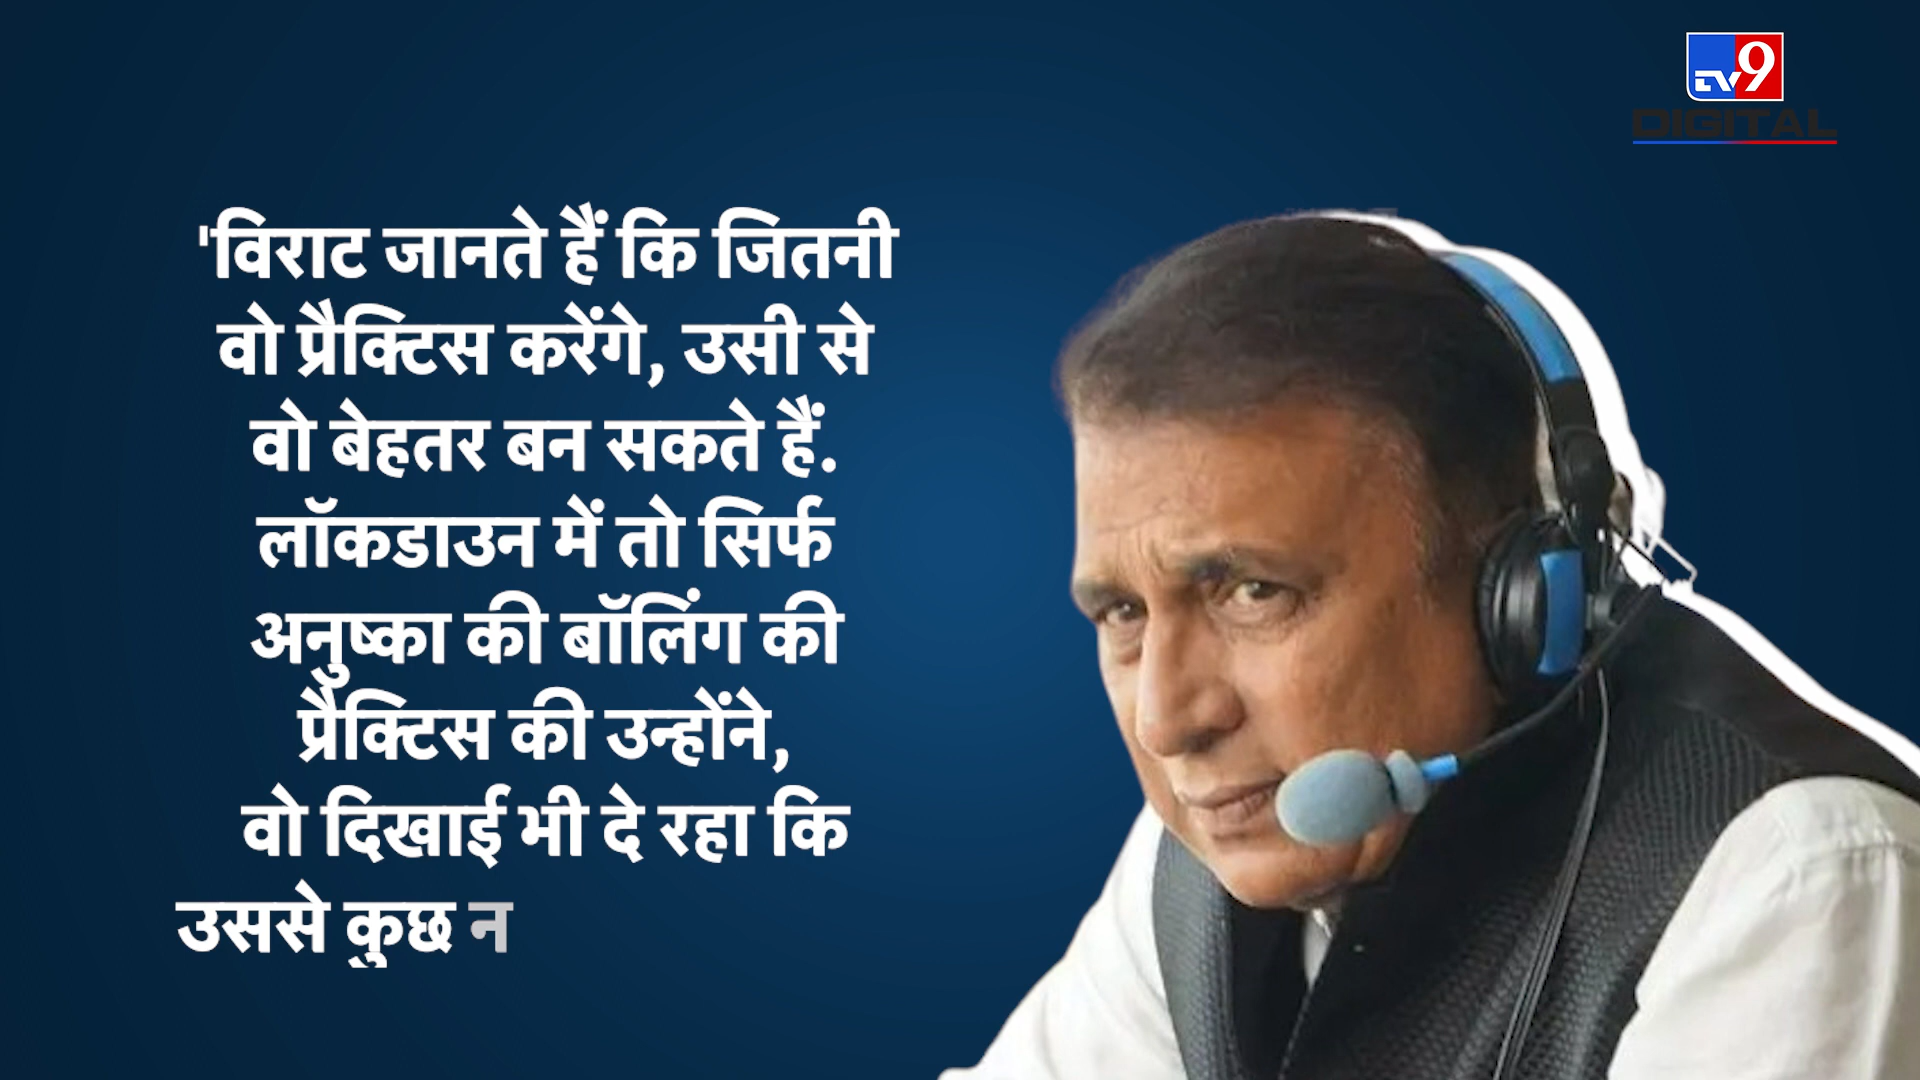 TV9
DIGITAL
'विराट जानते हैं कि जितनी
वो प्रैक्टिस करेंगे, उसी से
वो बेहतर बन सकते हैं.
लॉकडाउन में तो सिर्फ
अनुष्का की बॉलिंग की
प्रैक्टिस की उन्होंने,
वो दिखाई भी दे रहा कि
उससे कुछ न